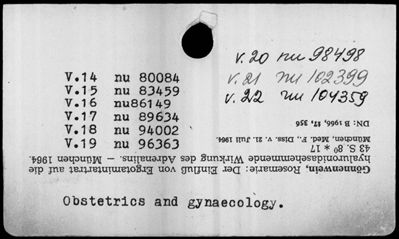 v.20 nu 98498
v.21 nu 102399
v.22 nu 104359
V.14 nu 80084
V.15 nu 83459
V.16 nu86149
V.17 nu 89634
V.18 nu 94002
V.19 nu 96363
Gönnenwein, Rosemarie: Der Einfluß von Ergotamintartrat auf die
hyaluronidasehemmende Wirkung des Adrenalins. – München 1964.
43 S. 8° * 17
München, Med. F., Diss. v. 21. Juli 1964.
DN: B 1966, 17, 356
Obstetrics and gynaecology.